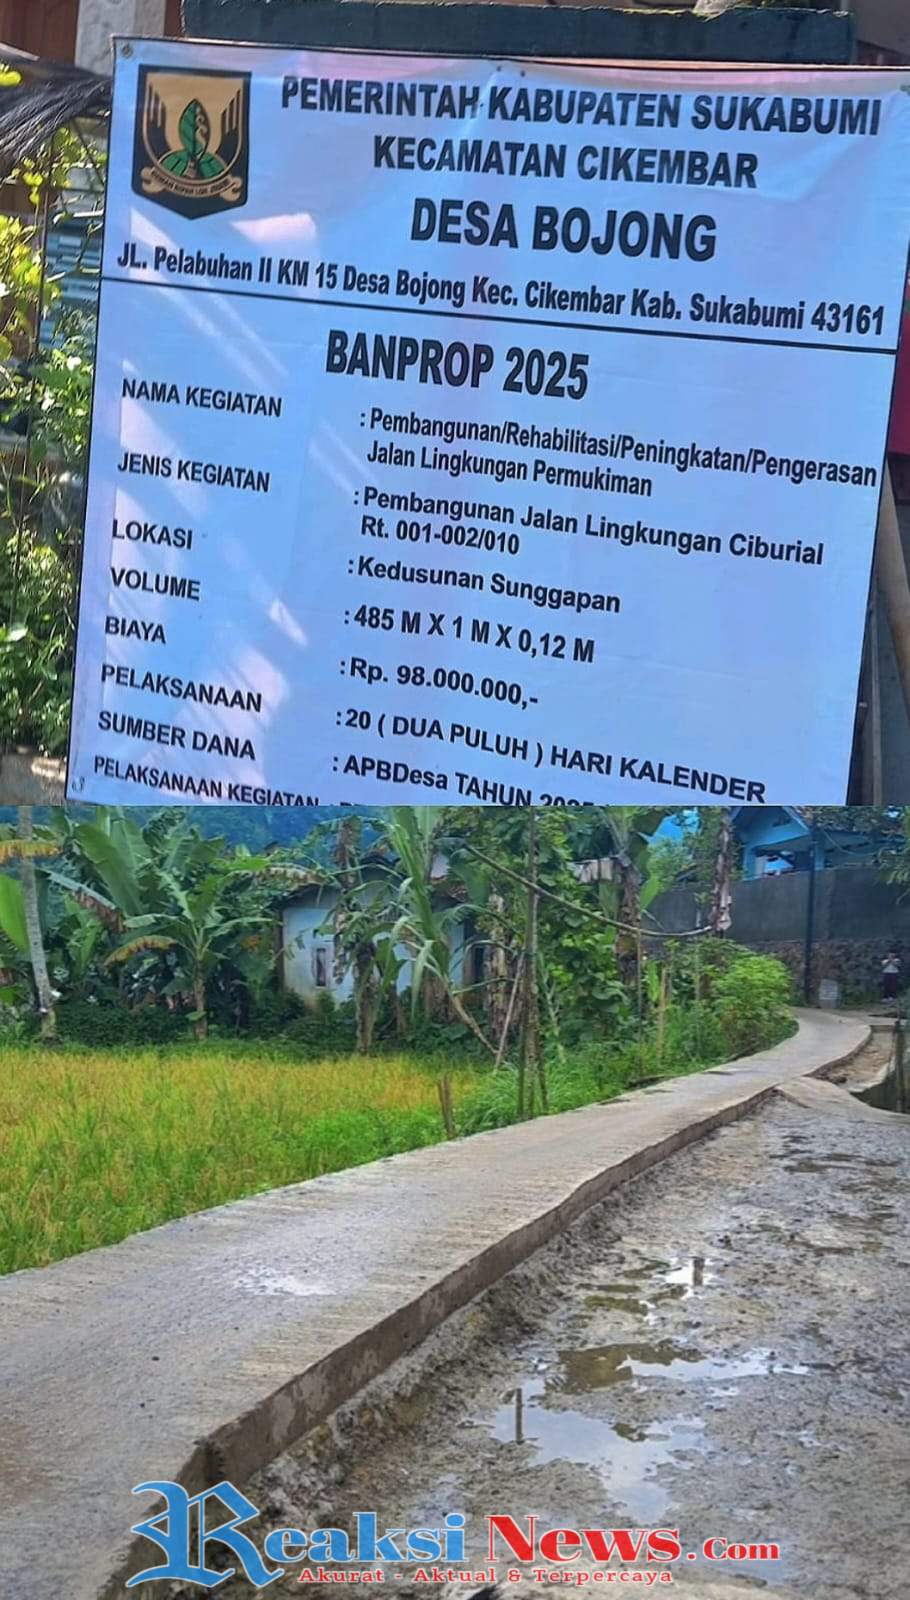 PEMERINTAH KABUPATEN SUKABUMI
KECAMATAN CIKEMBAR
DESA BOJONG
JL. Pelabuhan II KM 15 Desa Bojong Kec. Cikembar Kab. Sukabumi 43161
BANPROP 2025
NAMA KEGIATAN : Pembangunan/Rehabilitasi/Peningkatan/Pengerasan
Jalan Lingkungan Permukiman
JENIS KEGIATAN : Pembangunan Jalan Lingkungan Ciburial
Rt. 001-002/010
LOKASI : Kedusunan Sunggapan
VOLUME : 485 M X 1 M X 0,12 M
BIAYA : Rp. 98.000.000,-
PELAKSANAAN : 20 ( DUA PULUH ) HARI KALENDER
SUMBER DANA : APBDesa TAHUN 2025
PELAKSANAAN KEGIATAN :
Reaksi News.Com
Akurat - Aktual & Terpercaya